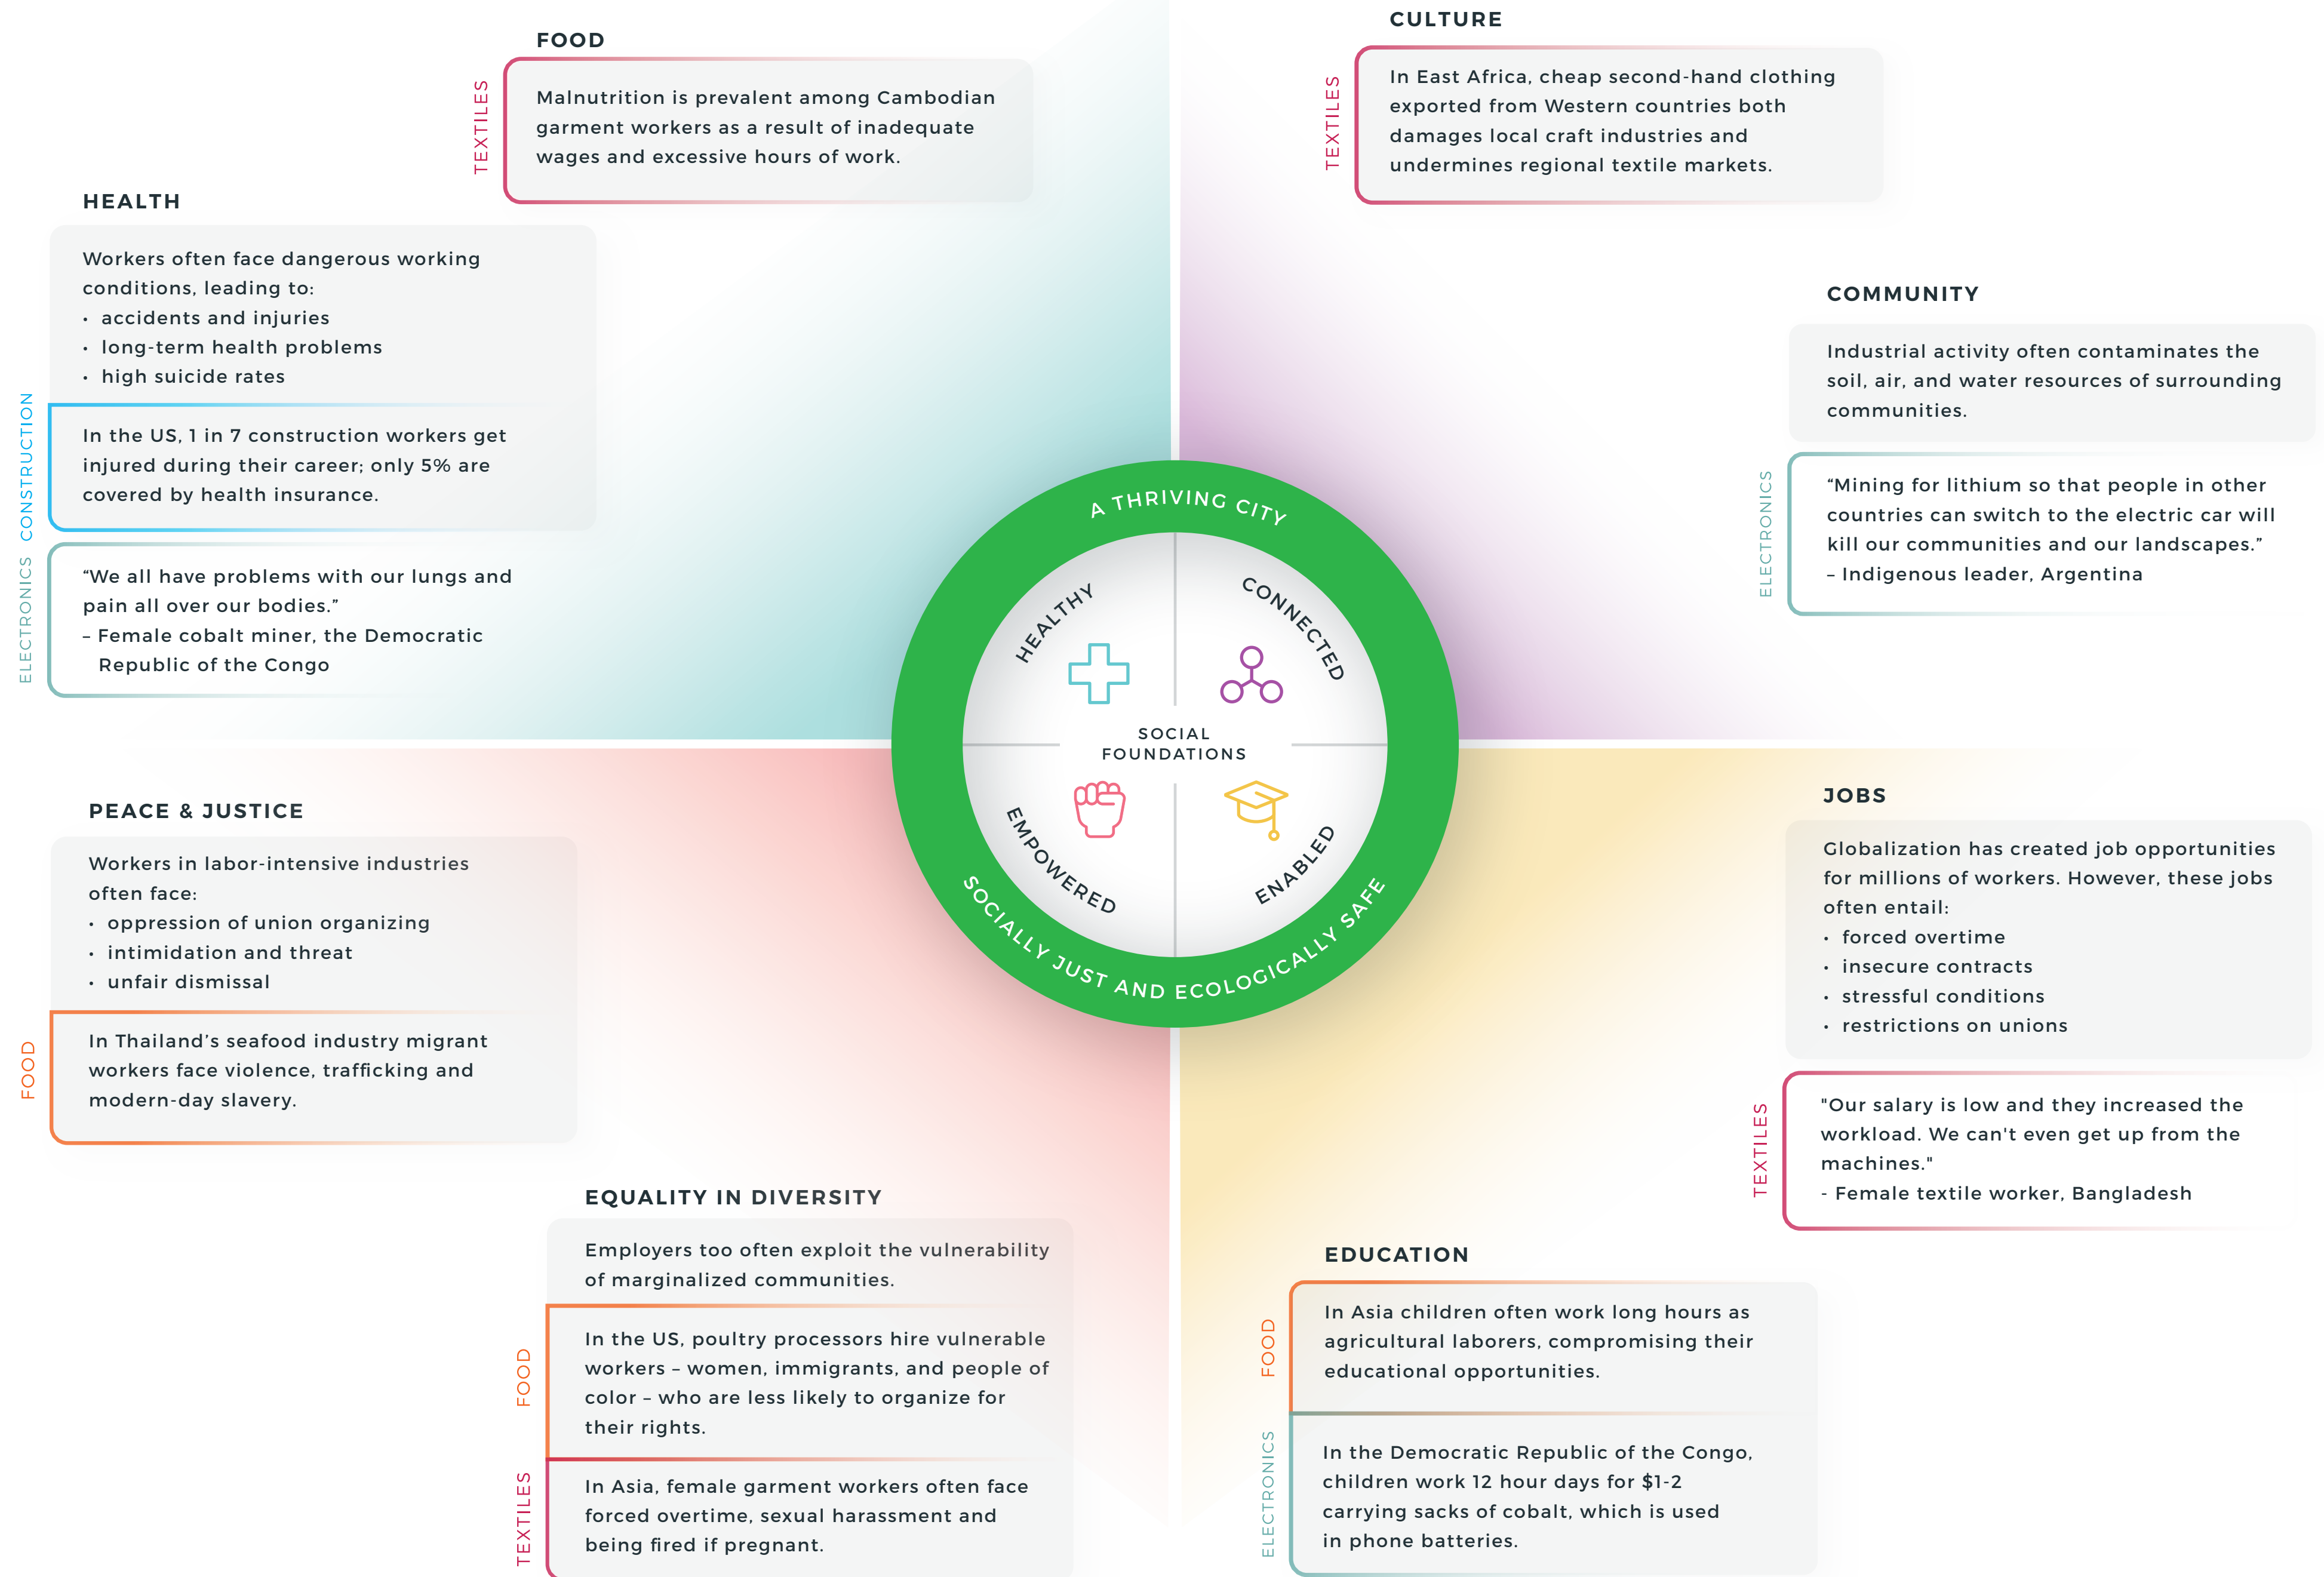 FOOD
TEXTILES
Malnutrition is prevalent among Cambodian
garment workers as a result of inadequate
wages and excessive hours of work.
HEALTH
Workers often face dangerous working
conditions, leading to:
• accidents and injuries
• long-term health problems
• high suicide rates
CONSTRUCTION
In the US, 1 in 7 construction workers get
injured during their career; only 5% are
covered by health insurance.
ELECTRONICS
“We all have problems with our lungs and
pain all over our bodies.”
– Female cobalt miner, the Democratic
Republic of the Congo
CULTURE
TEXTILES
In East Africa, cheap second-hand clothing
exported from Western countries both
damages local craft industries and
undermines regional textile markets.
COMMUNITY
Industrial activity often contaminates the
soil, air, and water resources of surrounding
communities.
ELECTRONICS
“Mining for lithium so that people in other
countries can switch to the electric car will
kill our communities and our landscapes.”
– Indigenous leader, Argentina
A THRIVING CITY
HEALTHY
CONNECTED
SOCIAL
FOUNDATIONS
EMPOWERED
ENABLED
SOCIALLY JUST AND ECOLOGICALLY SAFE
PEACE & JUSTICE
Workers in labor-intensive industries
often face:
• oppression of union organizing
• intimidation and threat
• unfair dismissal
FOOD
In Thailand’s seafood industry migrant
workers face violence, trafficking and
modern-day slavery.
EQUALITY IN DIVERSITY
Employers too often exploit the vulnerability
of marginalized communities.
FOOD
In the US, poultry processors hire vulnerable
workers – women, immigrants, and people of
color – who are less likely to organize for
their rights.
TEXTILES
In Asia, female garment workers often face
forced overtime, sexual harassment and
being fired if pregnant.
JOBS
Globalization has created job opportunities
for millions of workers. However, these jobs
often entail:
• forced overtime
• insecure contracts
• stressful conditions
• restrictions on unions
TEXTILES
"Our salary is low and they increased the
workload. We can't even get up from the
machines."
- Female textile worker, Bangladesh
EDUCATION
FOOD
In Asia children often work long hours as
agricultural laborers, compromising their
educational opportunities.
ELECTRONICS
In the Democratic Republic of the Congo,
children work 12 hour days for $1-2
carrying sacks of cobalt, which is used
in phone batteries.